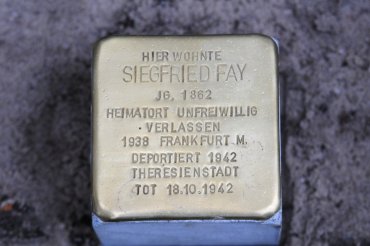 HIER WOHNTE
SIEGFRIED FAY
JG. 1862
HEIMATORT UNFREIWILLIG
VERLASSEN
1938 FRANKFURT M.
DEPORTIERT 1942
THERESIENSTADT
TOT 18.10.1942